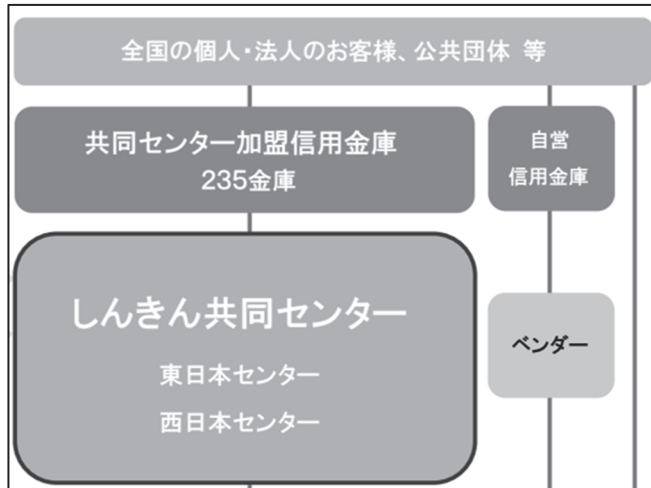 全国の個人・法人のお客様、公共団体 等
共同センター加盟信用金庫
235金庫
自営
信用金庫
しんきん共同センター
東日本センター
西日本センター
ベンダー